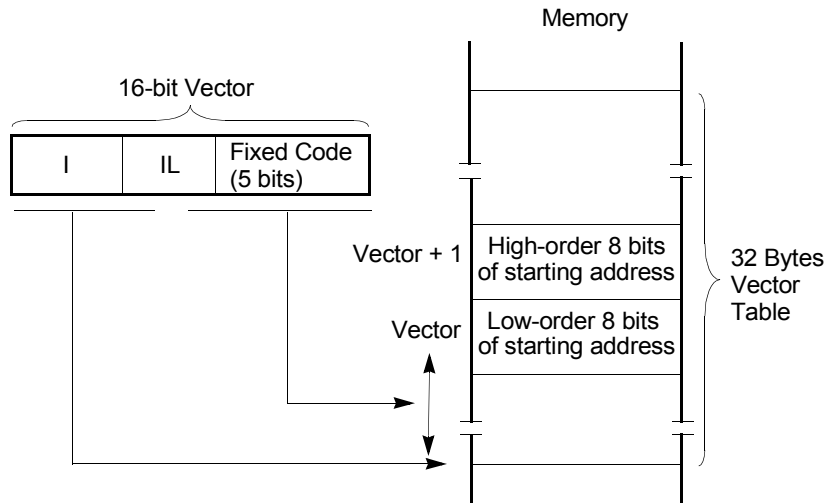 Memory
16-bit Vector
I
IL
Fixed Code
(5 bits)
Vector + 1
High-order 8 bits
of starting address
Vector
Low-order 8 bits
of starting address
32 Bytes
Vector
Table